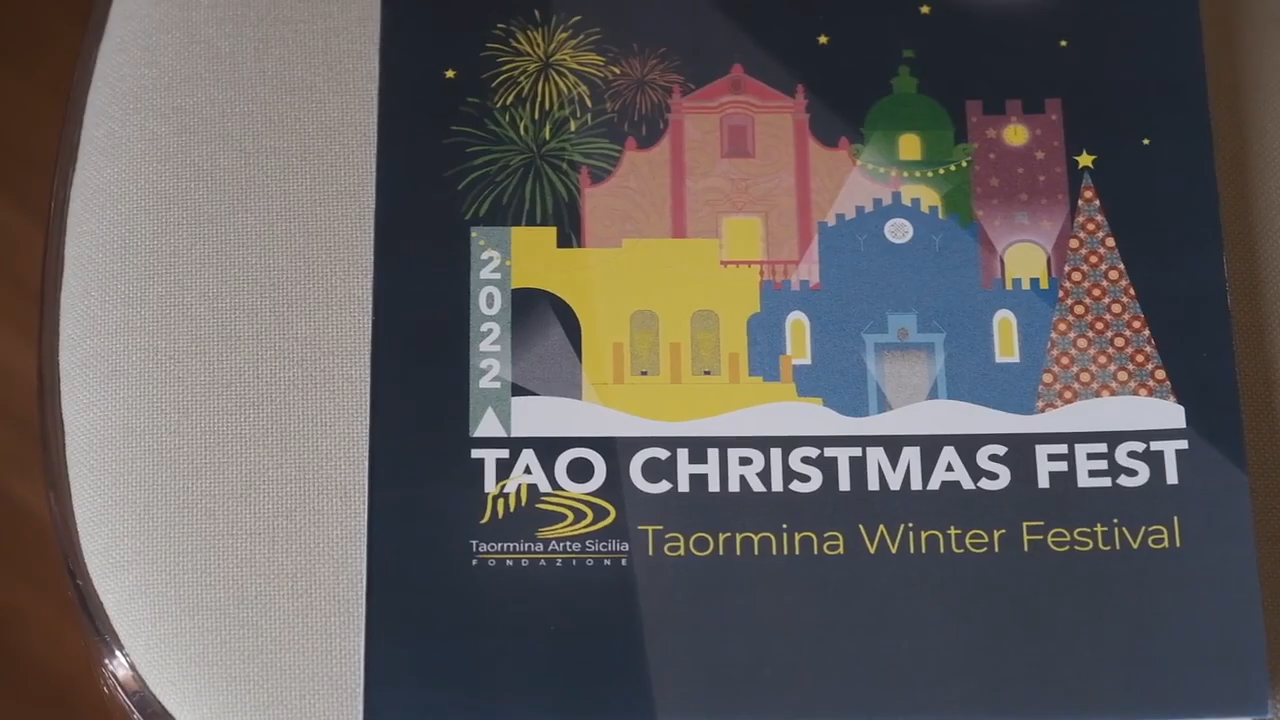 2022
TAO CHRISTMAS FEST
Taormina Arte Sicilia
FONDAZIONE
Taormina Winter Festival